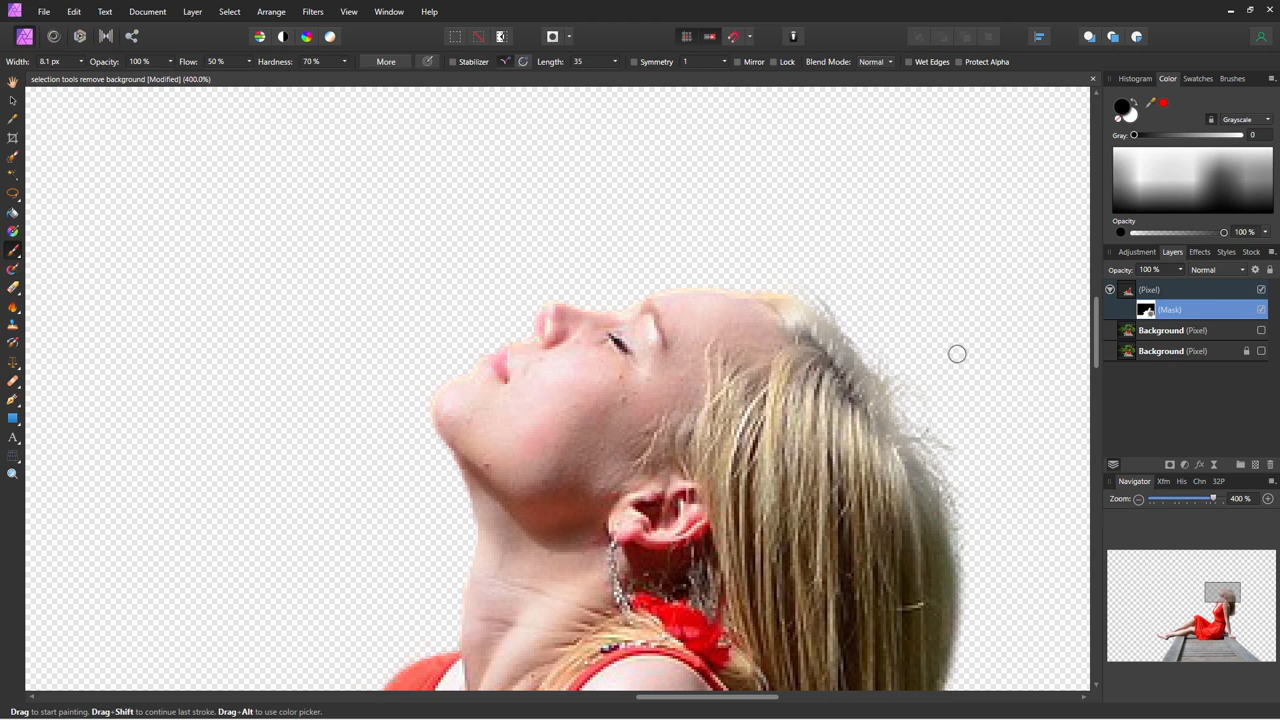 File Edit Text Document Layer Select Arrange Filters View Window Help
Width: 8.1 px Opacity: 100 % Flow: 50 % Hardness: 70 % More Stabilizer Length: 35 Symmetry 1 Mirror Lock Blend Mode: Normal Wet Edges Protect Alpha
selection tools remove background [Modified] (400.0%)
Histogram Color Swatches Brushes
Grayscale
Gray: 0
Opacity
100 %
Adjustment Layers Effects Styles Stock
Opacity: 100 % Normal
(Pixel)
(Mask)
Background (Pixel)
Background (Pixel)
Navigator Xfm His Chn 32P
Zoom: 400 %
Drag to start painting. Drag+Shift to continue last stroke. Drag+Alt to use color picker.